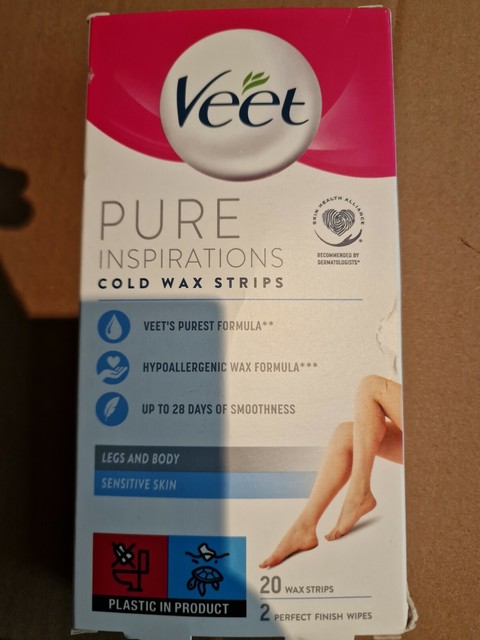 Veet
PURE
INSPIRATIONS
COLD WAX STRIPS
SKIN HEALTH ALLIANCE
®
RECOMMENDED BY
DERMATOLOGISTS*
VEET'S PUREST FORMULA**
HYPOALLERGENIC WAX FORMULA***
UP TO 28 DAYS OF SMOOTHNESS
LEGS AND BODY
SENSITIVE SKIN
PLASTIC IN PRODUCT
20 WAX STRIPS
2 PERFECT FINISH WIPES